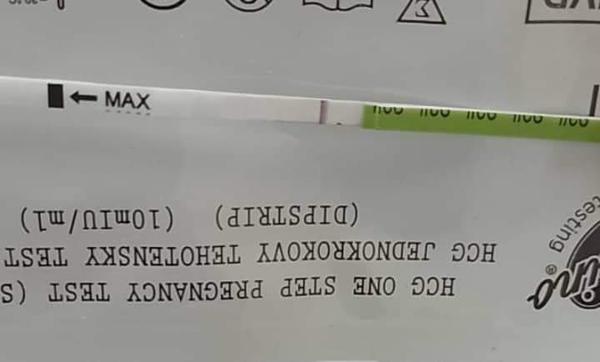 MAX
HCG ONE STEP PREGNANCY TEST (S
HCG JEDNOKROKOVY TEHOTENSKY TEST
(DIPSTRIP) (10mIU/ml)
testing